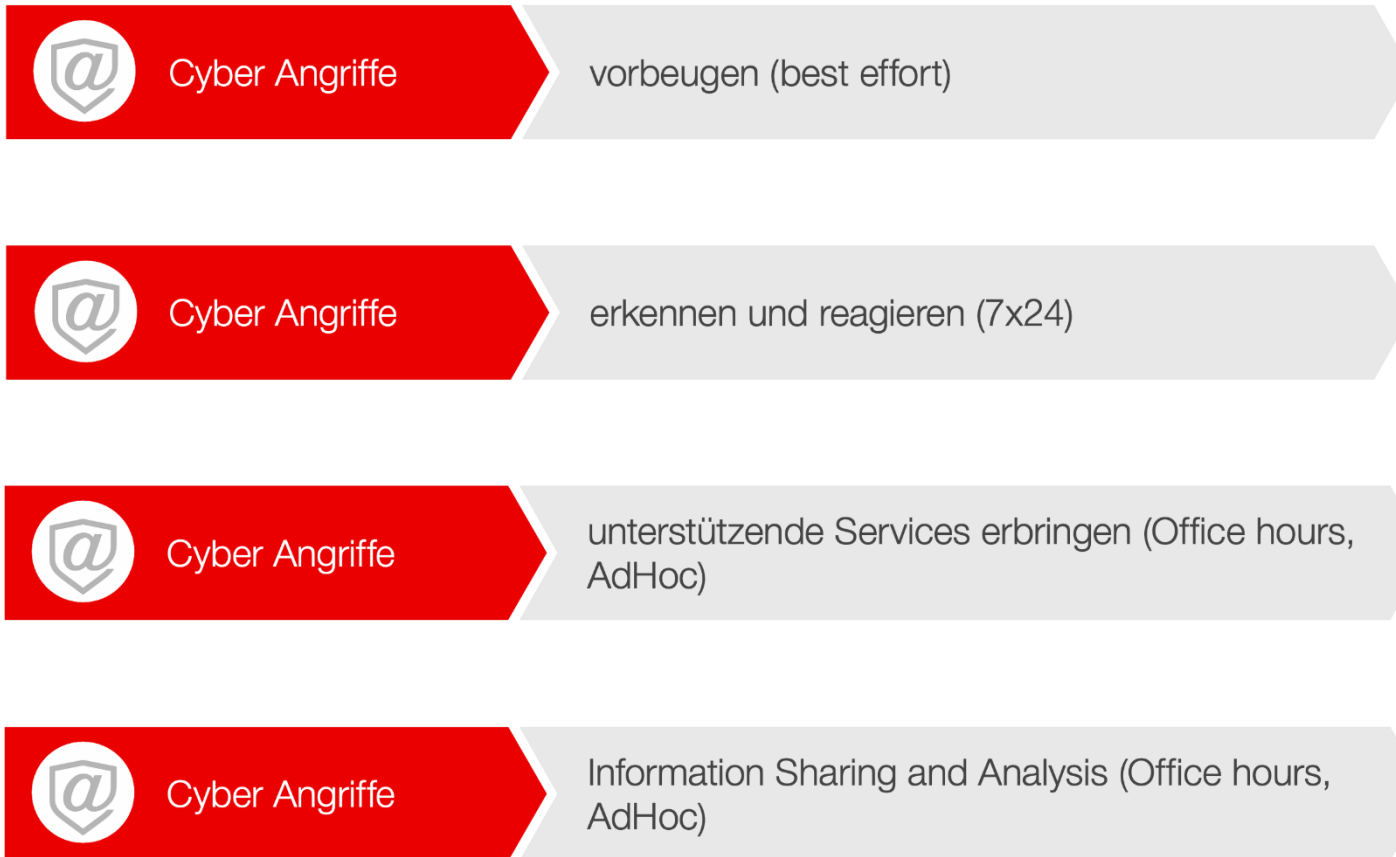 Cyber Angriffe
vorbeugen (best effort)
Cyber Angriffe
erkennen und reagieren (7x24)
Cyber Angriffe
unterstützende Services erbringen (Office hours,
AdHoc)
Cyber Angriffe
Information Sharing and Analysis (Office hours,
AdHoc)